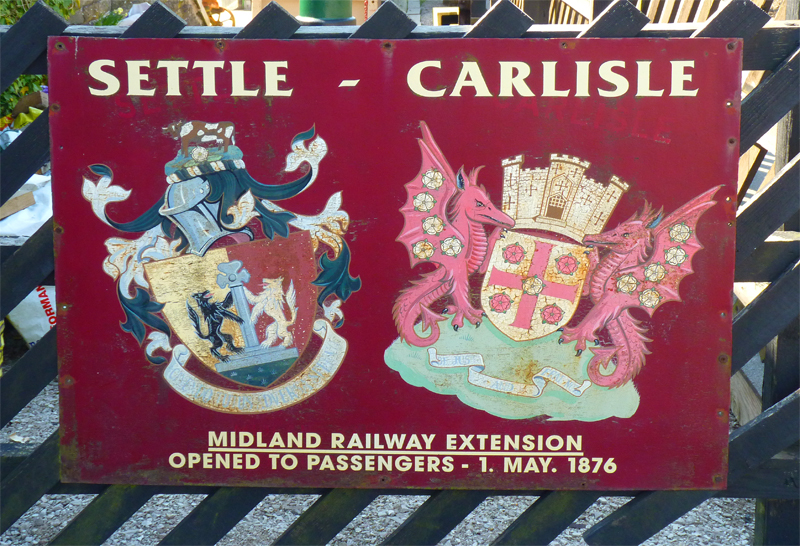 SETTLE - CARLISLE
MIDLAND RAILWAY EXTENSION
OPENED TO PASSENGERS - 1. MAY. 1876